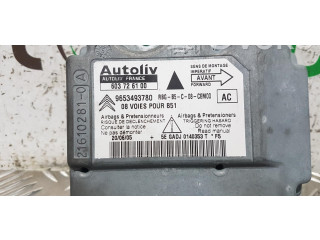 Autoliv
AUTOLIV FRANCE
603 72 61 00
SENS DE MONTAGE
IMPERATIF
AVANT
FORWARD
9653493780
08 VOIES POUR B51
AC
21610281-0 A
Airbags & Pretensionneurs
RISQUE DE DECLENCHEMENT
Ne pas démonter
Consulter la notice
Airbags & Pretensioners
TRIGGERING HAZARD
Do not remove
Read manual
20/06/05